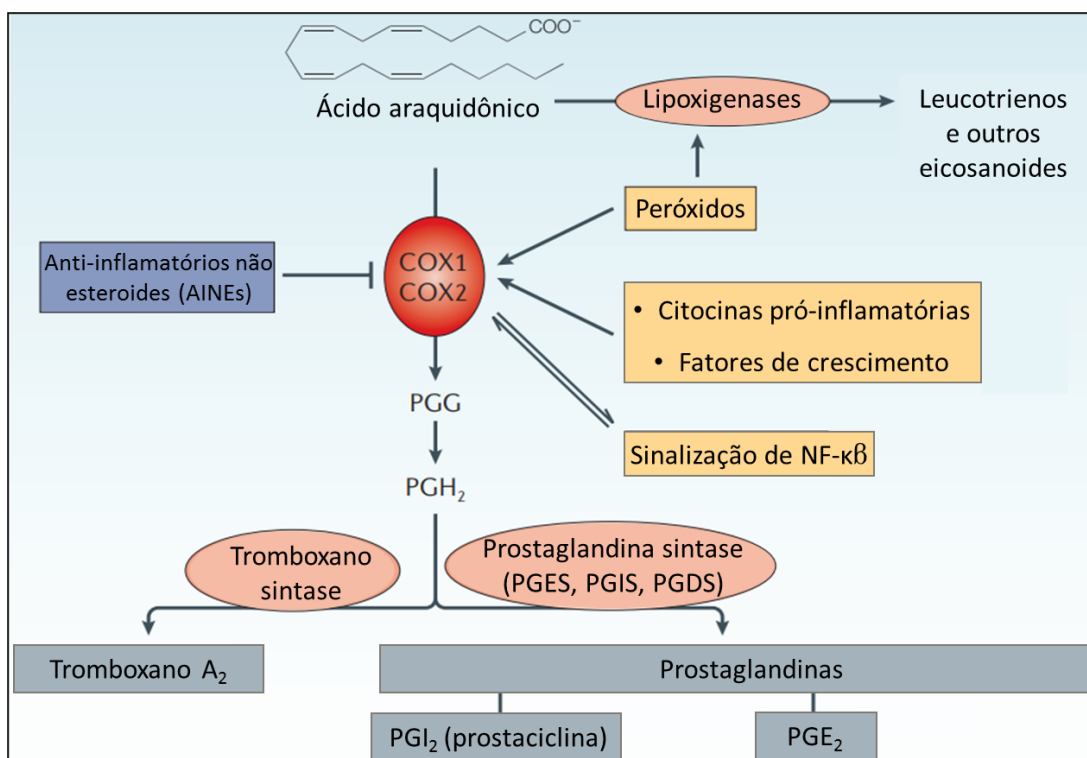 COO⁻
Ácido araquidônico
Lipoxigenases
Leucotrienos
e outros
eicosanoides
Peróxidos
Anti-inflamatórios não
esteroides (AINEs)
COX1
COX2
• Citocinas pró-inflamatórias
• Fatores de crescimento
PGG
Sinalização de NF-κβ
PGH₂
Tromboxano
sintase
Prostaglandina sintase
(PGES, PGIS, PGDS)
Tromboxano A₂
Prostaglandinas
PGI₂ (prostaciclina)
PGE₂